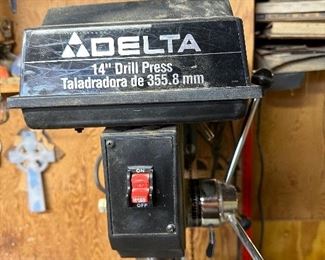 DELTA
14" Drill Press
Taladradora de 355.8 mm
ON
OFF